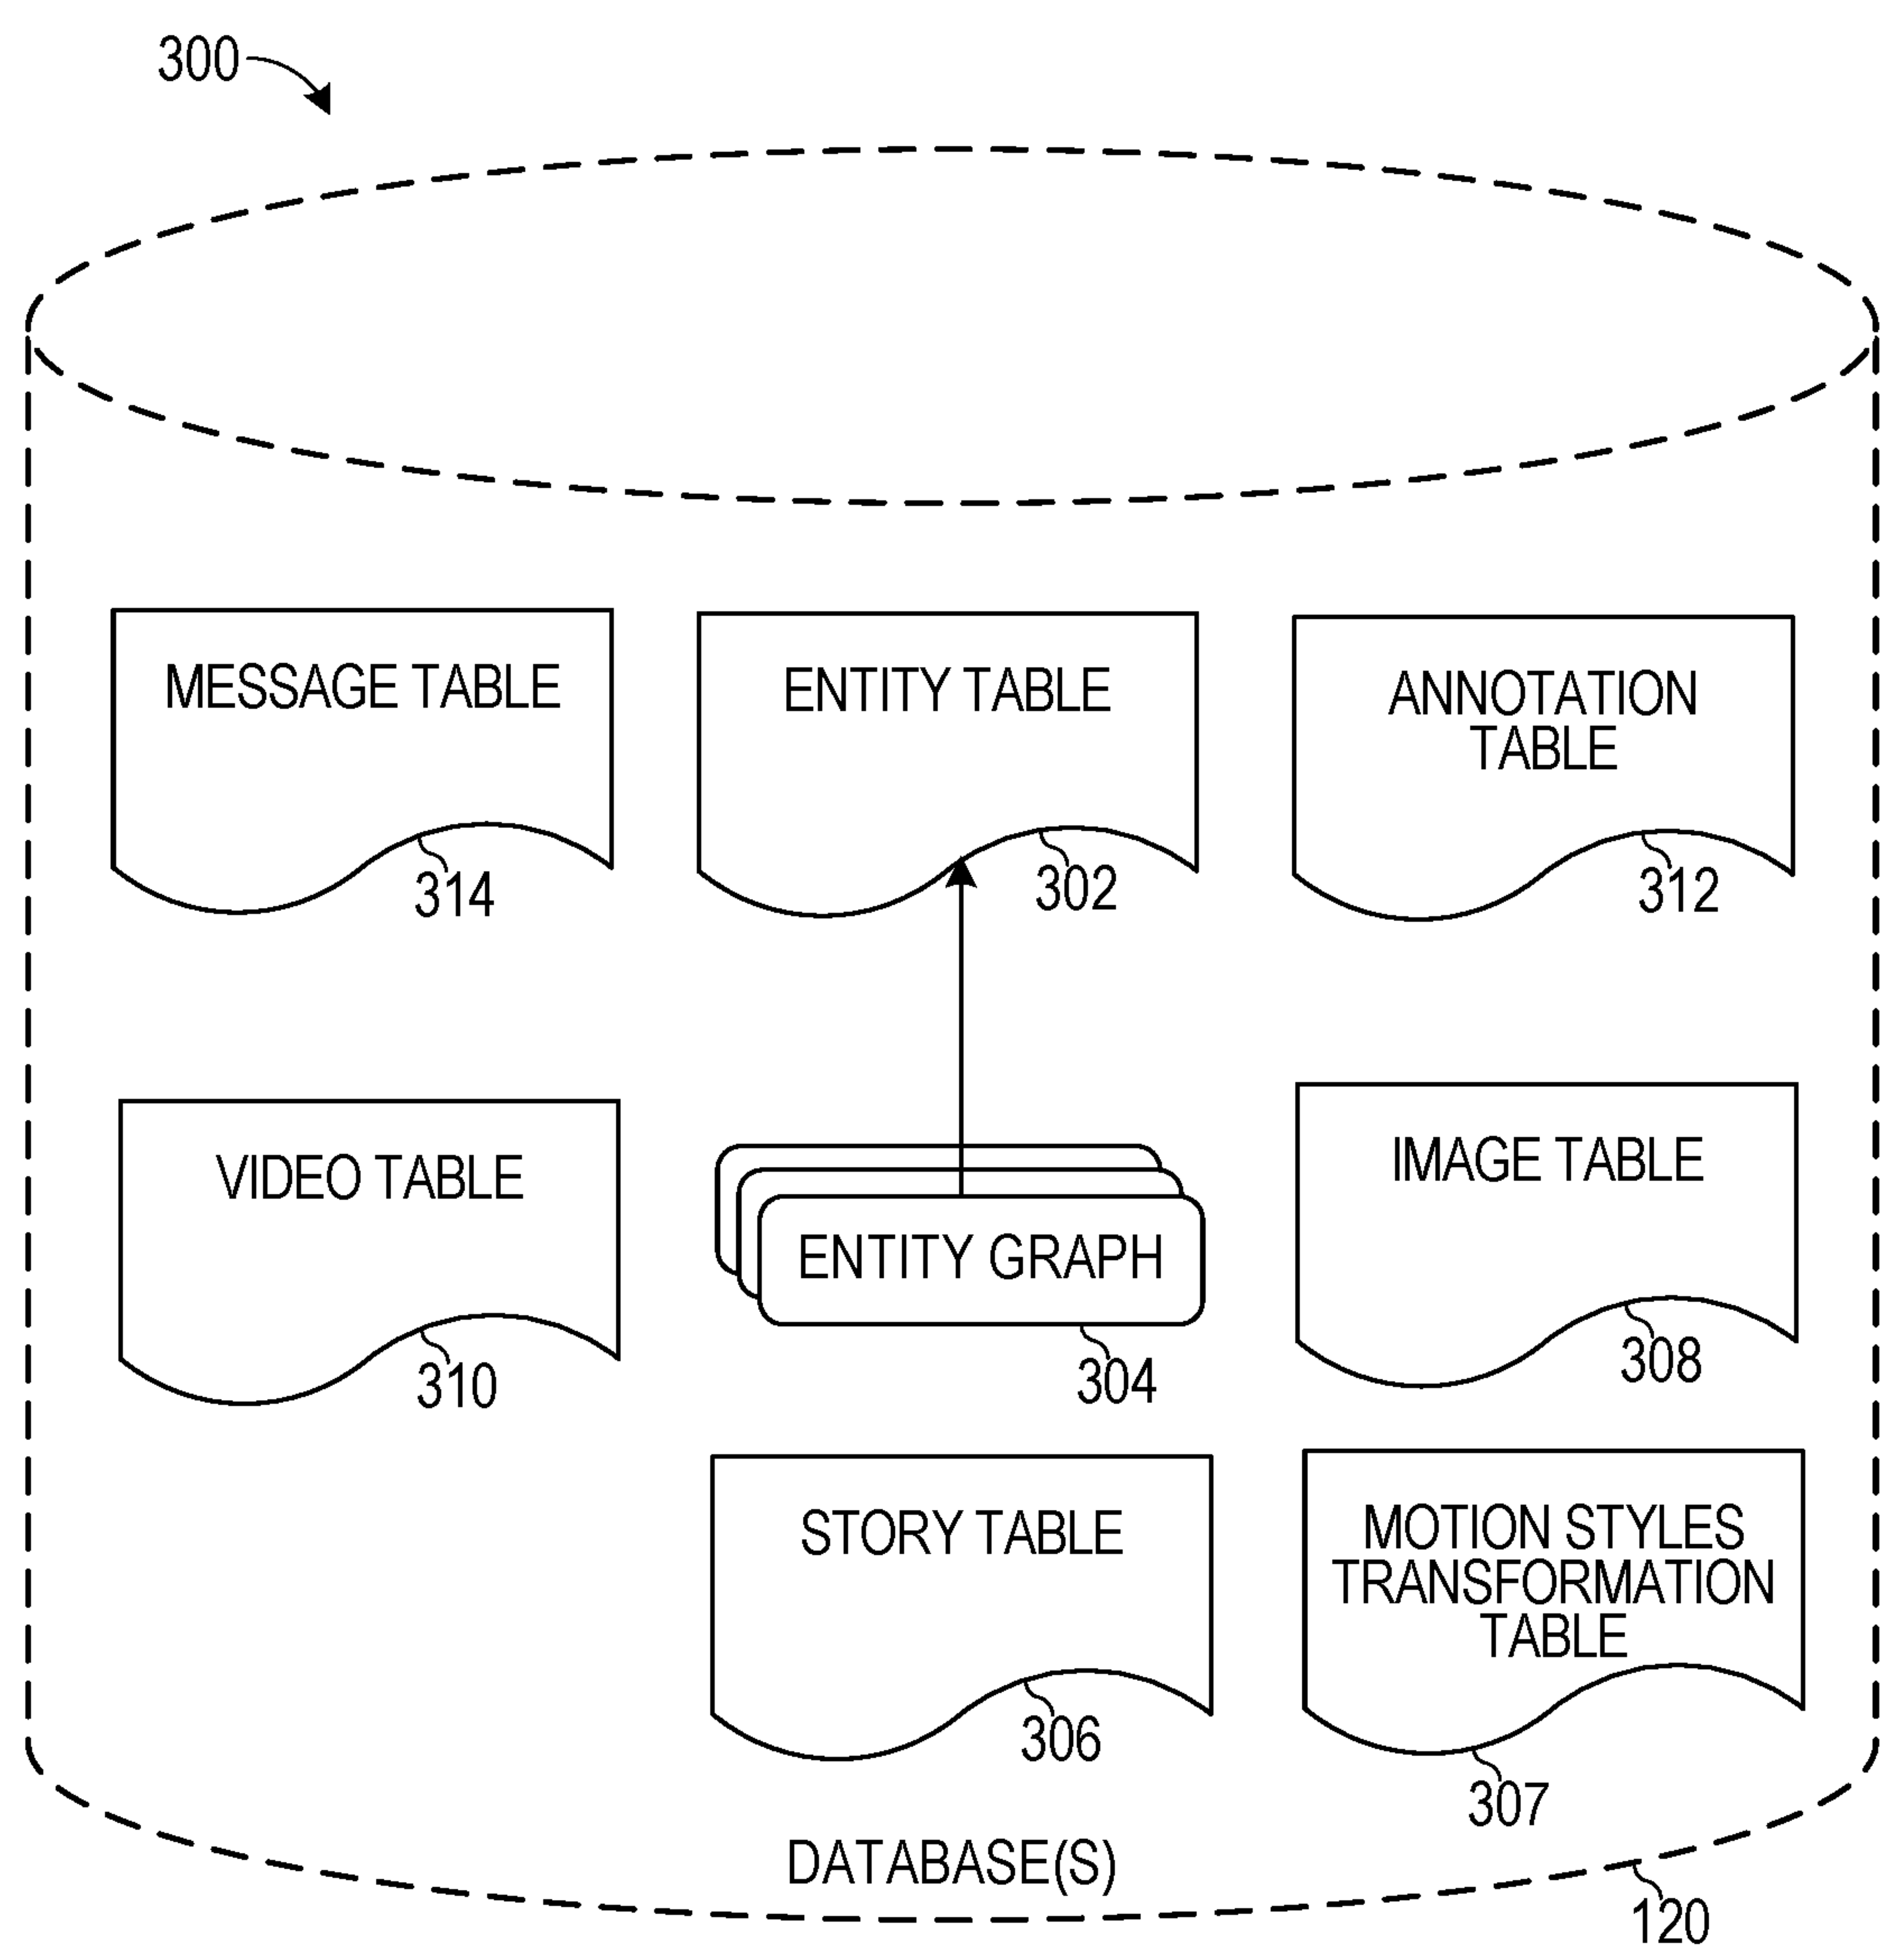 300
MESSAGE TABLE
314
ENTITY TABLE
302
ANNOTATION
TABLE
312
VIDEO TABLE
310
ENTITY GRAPH
304
IMAGE TABLE
308
STORY TABLE
306
MOTION STYLES
TRANSFORMATION
TABLE
307
DATABASE(S)
120